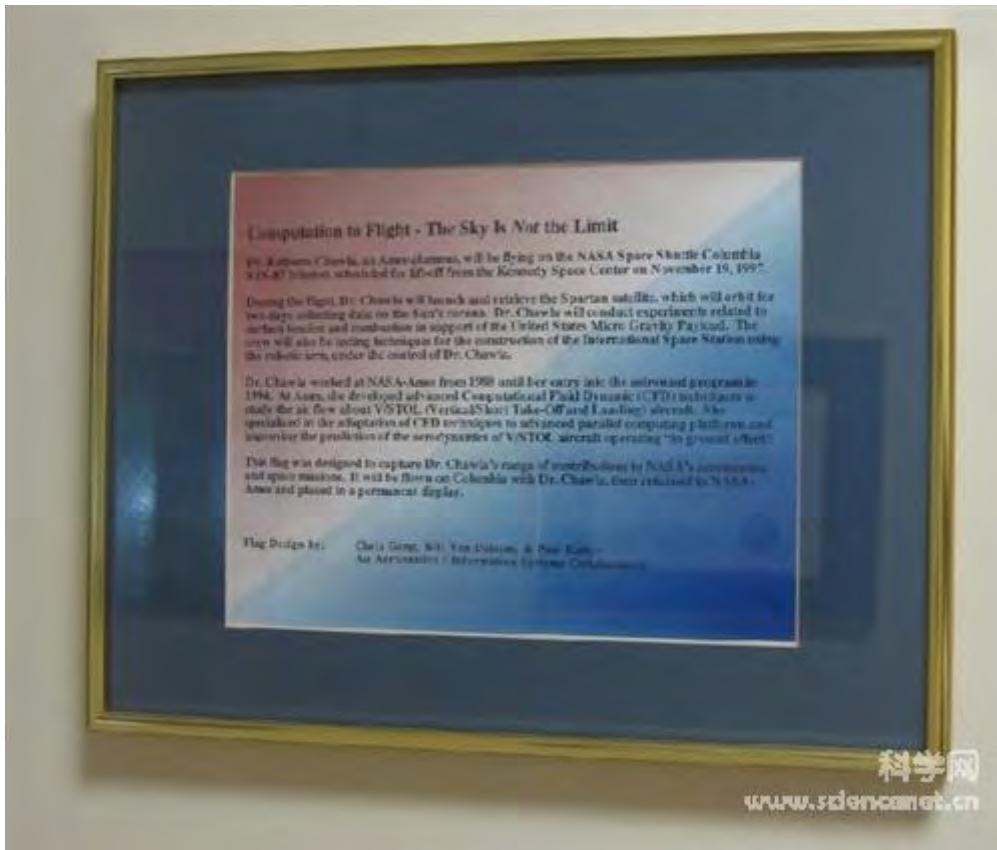 Computation to Flight - The Sky Is Not the Limit
Dr. Kalpana Chawla, an Ames alumnus, will be flying on the NASA Space Shuttle Columbia
STS-87 mission scheduled for lift-off from the Kennedy Space Center on November 19, 1997.
During the flight, Dr. Chawla will launch and retrieve the Spartan satellite, which will orbit for
two days collecting data on the Sun's corona. Dr. Chawla will conduct experiments related to
surface tension and combustion in support of the United States Micro Gravity Payload. The
crew will also be testing techniques for the construction of the International Space Station using
the robotic arm, under the control of Dr. Chawla.
Dr. Chawla worked at NASA-Ames from 1988 until her entry into the astronaut program in
1994. At Ames, she developed advanced Computational Fluid Dynamic (CFD) techniques to
study the air flow about V/STOL (Vertical/Short Take-Off and Landing) aircraft. She
specialized in the adaptation of CFD techniques to advanced parallel computing platforms and
improving the prediction of the aerodynamics of V/STOL aircraft operating "in ground effect."
This flag was designed to capture Dr. Chawla's range of contributions to NASA's aeronautics
and space missions. It will be flown on Columbia with Dr. Chawla, then returned to NASA-
Ames and placed in a permanent display.
Flag Design by: Chris Gong, Van & Paul
An Aeronautics / Information Systems Collaboration
科学网
www.sciencenet.cn